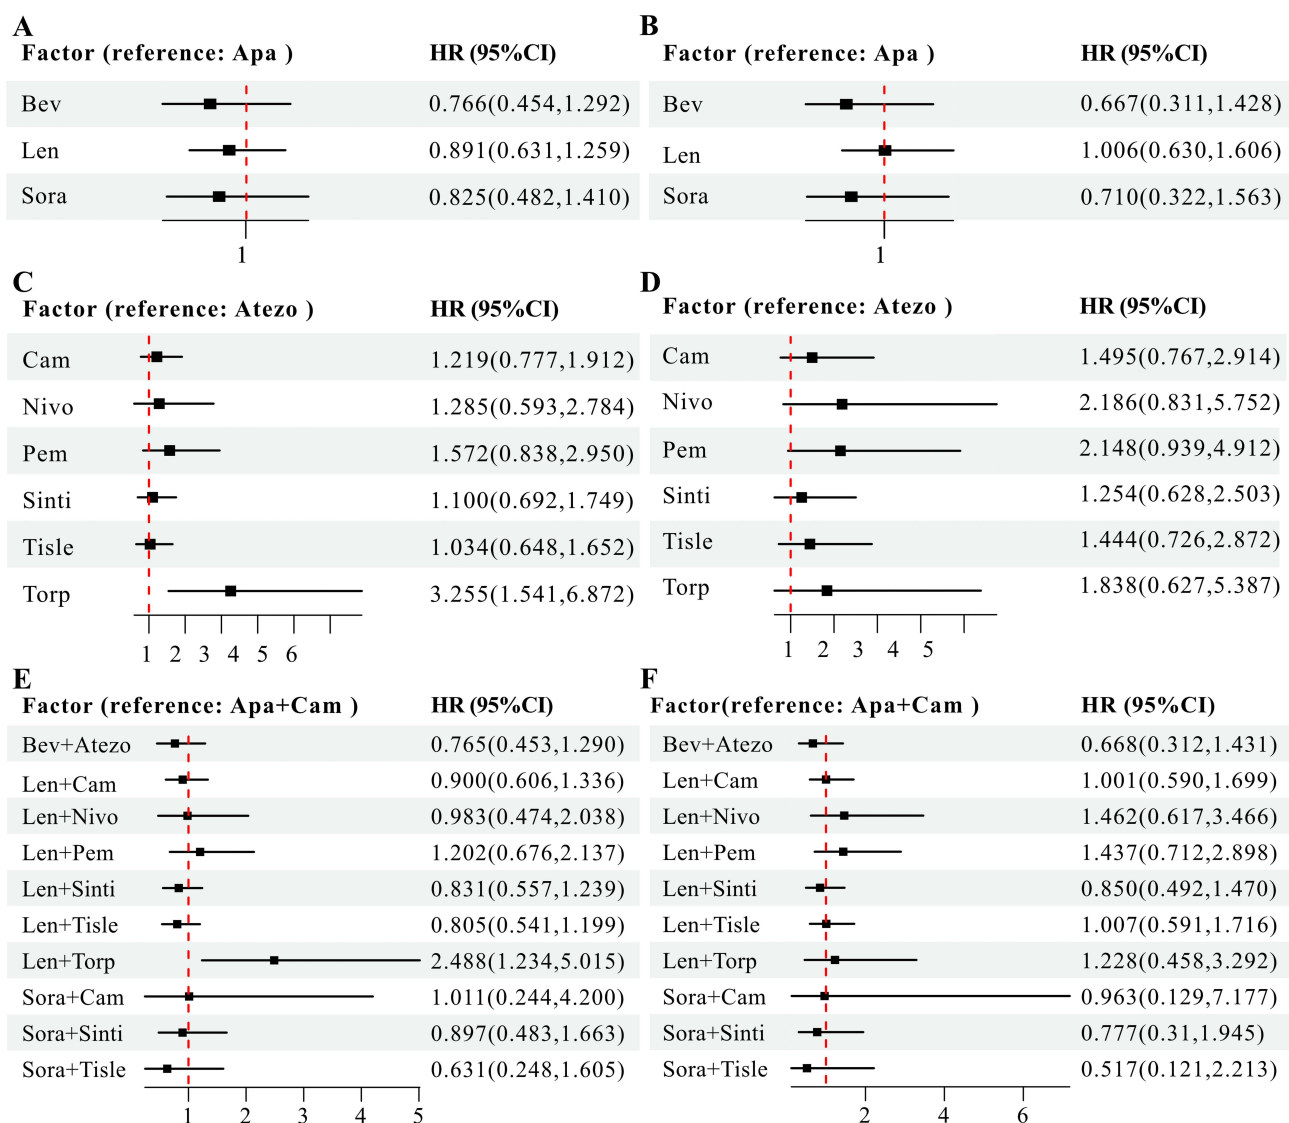 A
Factor (reference: Apa ) HR (95%CI)
Bev 0.766(0.454,1.292)
Len 0.891(0.631,1.259)
Sora 0.825(0.482,1.410)
1
B
Factor (reference: Apa ) HR (95%CI)
Bev 0.667(0.311,1.428)
Len 1.006(0.630,1.606)
Sora 0.710(0.322,1.563)
1
C
Factor (reference: Atezo ) HR (95%CI)
Cam 1.219(0.777,1.912)
Nivo 1.285(0.593,2.784)
Pem 1.572(0.838,2.950)
Sinti 1.100(0.692,1.749)
Tisle 1.034(0.648,1.652)
Torp 3.255(1.541,6.872)
1 2 3 4 5 6
D
Factor (reference: Atezo ) HR (95%CI)
Cam 1.495(0.767,2.914)
Nivo 2.186(0.831,5.752)
Pem 2.148(0.939,4.912)
Sinti 1.254(0.628,2.503)
Tisle 1.444(0.726,2.872)
Torp 1.838(0.627,5.387)
1 2 3 4 5
E
Factor (reference: Apa+Cam ) HR (95%CI)
Bev+Atezo 0.765(0.453,1.290)
Len+Cam 0.900(0.606,1.336)
Len+Nivo 0.983(0.474,2.038)
Len+Pem 1.202(0.676,2.137)
Len+Sinti 0.831(0.557,1.239)
Len+Tisle 0.805(0.541,1.199)
Len+Torp 2.488(1.234,5.015)
Sora+Cam 1.011(0.244,4.200)
Sora+Sinti 0.897(0.483,1.663)
Sora+Tisle 0.631(0.248,1.605)
1 2 3 4 5
F
Factor(reference: Apa+Cam ) HR (95%CI)
Bev+Atezo 0.668(0.312,1.431)
Len+Cam 1.001(0.590,1.699)
Len+Nivo 1.462(0.617,3.466)
Len+Pem 1.437(0.712,2.898)
Len+Sinti 0.850(0.492,1.470)
Len+Tisle 1.007(0.591,1.716)
Len+Torp 1.228(0.458,3.292)
Sora+Cam 0.963(0.129,7.177)
Sora+Sinti 0.777(0.31,1.945)
Sora+Tisle 0.517(0.121,2.213)
2 4 6